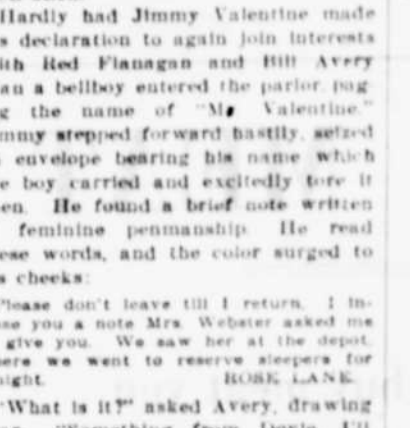 Hardly had Jimmy Valentine made
s declaration to again join interests
ith Red Flanagan and Bill Avery
an a bellboy entered the parlor, pag-
g the name of "Mr Valentine."
mmy stepped forward hastily, seized
envelope bearing his name which
e boy carried and excitedly tore it
en. He found a brief note written
feminine penmanship. He read
ese words, and the color surged to
s cheeks:
Please don't leave till I return. I in-
se you a note Mrs. Webster asked me
give you. We saw her at the depot,
here we went to reserve sleepers for
night. ROSE LANE.
"What is it?" asked Avery, drawing
"Something from Doyle. I'll